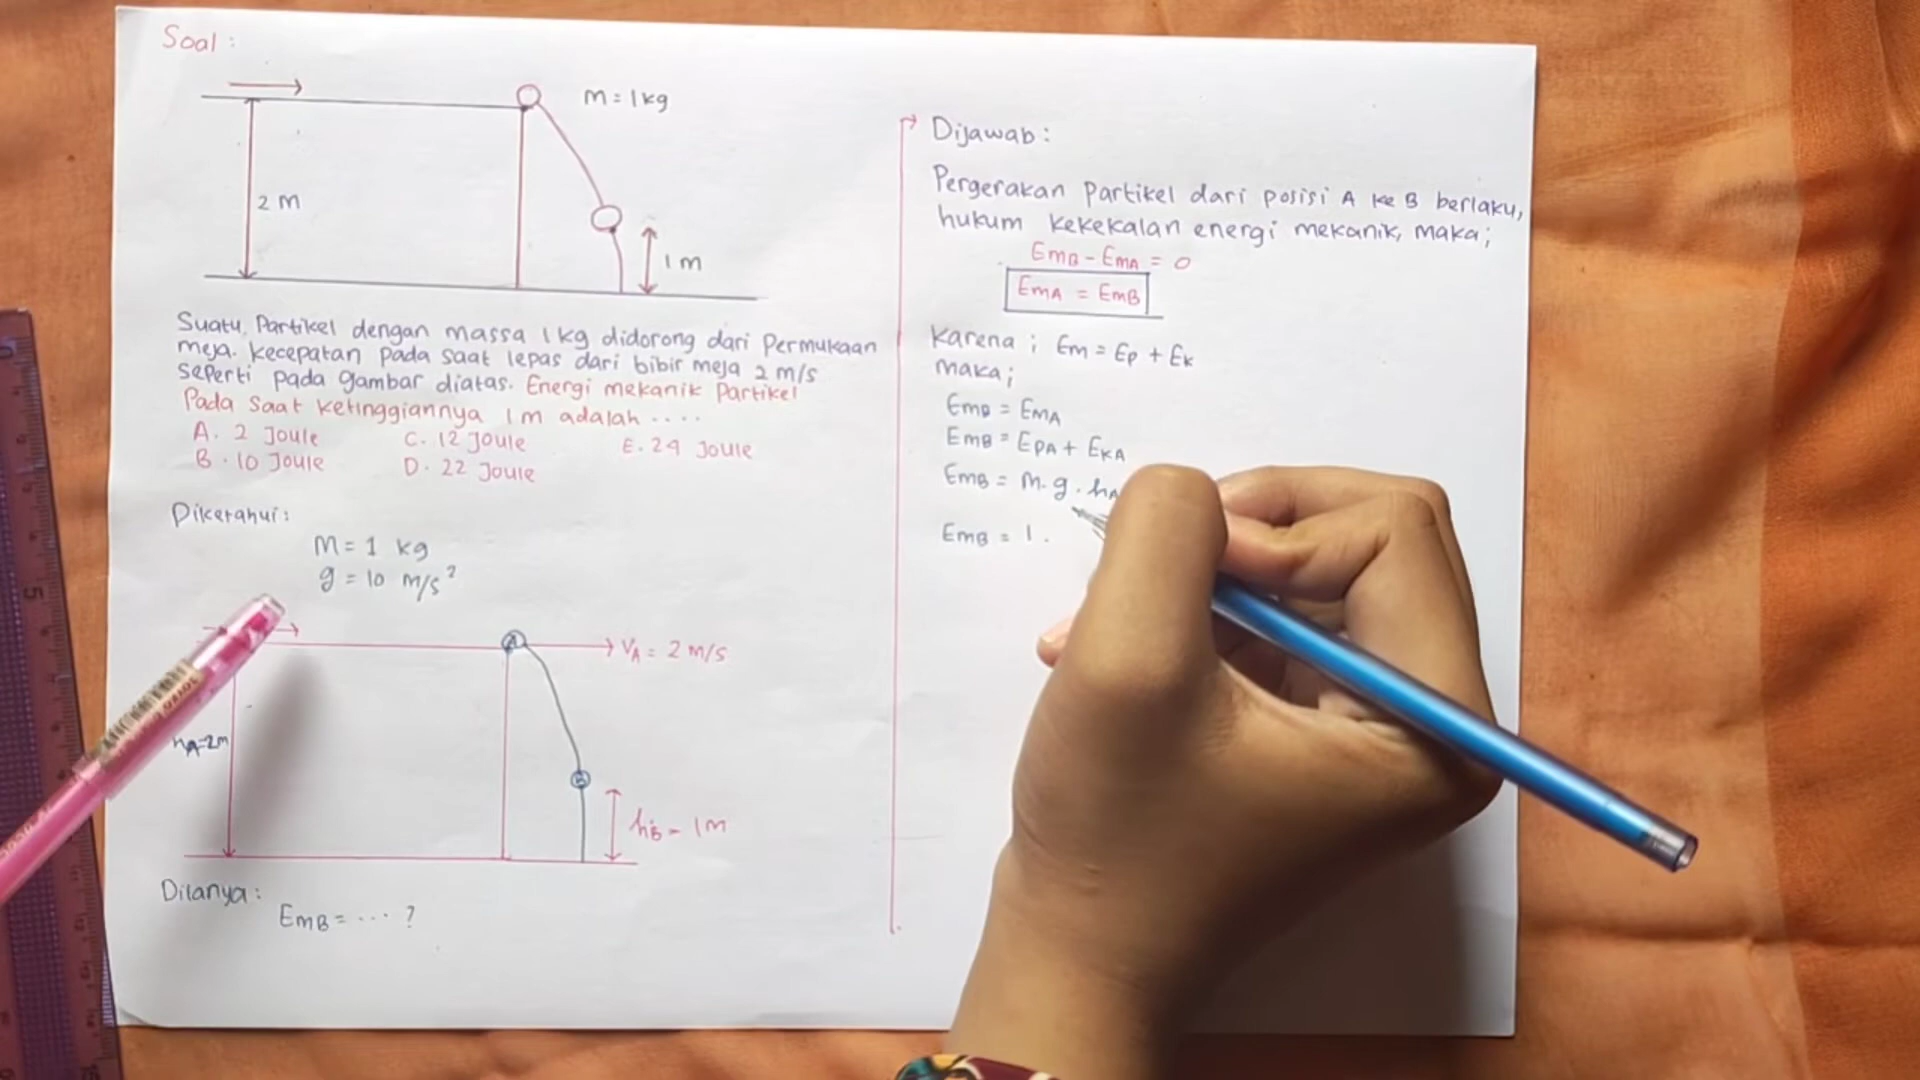 Soal :
m = 1 kg
2 m
1 m
Suatu Partikel dengan massa 1 kg didorong dari Permukaan
meja. Kecepatan pada saat lepas dari bibir meja 2 m/s
seperti pada gambar diatas. Energi mekanik Partikel
Pada saat ketinggiannya 1 m adalah ....
A. 2 Joule C. 12 Joule E. 24 Joule
B. 10 Joule D. 22 Joule
Diketahui:
m = 1 kg
g = 10 m/s²
A
VA = 2 m/s
hA=2m
B
hB = 1m
Ditanya:
EmB = ... ?
Dijawab :
Pergerakan Partikel dari posisi A ke B berlaku,
hukum kekekalan energi mekanik, maka;
EmB - EmA = 0
EmA = EmB
Karena ; Em = Ep + Ek
maka ;
EmB = EmA
EmB = EpA + EkA
EmB = m. g . hA
EmB = 1 .